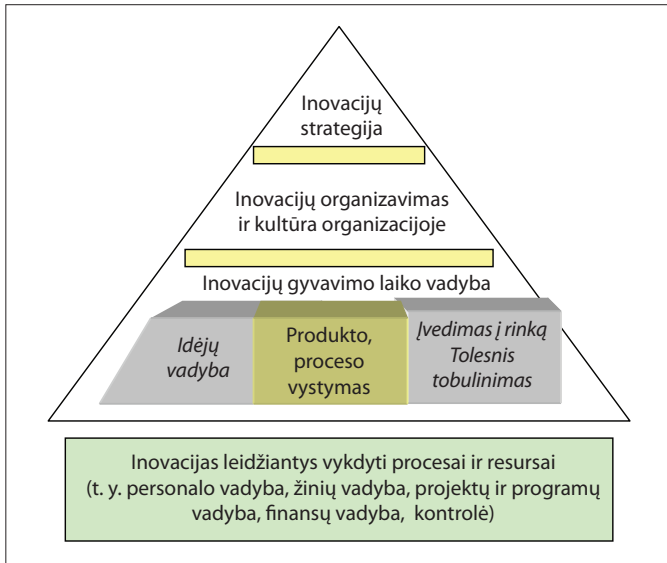 Inovacijų
strategija
Inovacijų organizavimas
ir kultūra organizacijoje
Inovacijų gyvavimo laiko vadyba
Idėjų
vadyba
Produkto,
proceso
vystymas
Įvedimas į rinką
Tolesnis
tobulinimas
Inovacijas leidžiantys vykdyti procesai ir resursai
(t. y. personalo vadyba, žinių vadyba, projektų ir programų
vadyba, finansų vadyba, kontrolė)